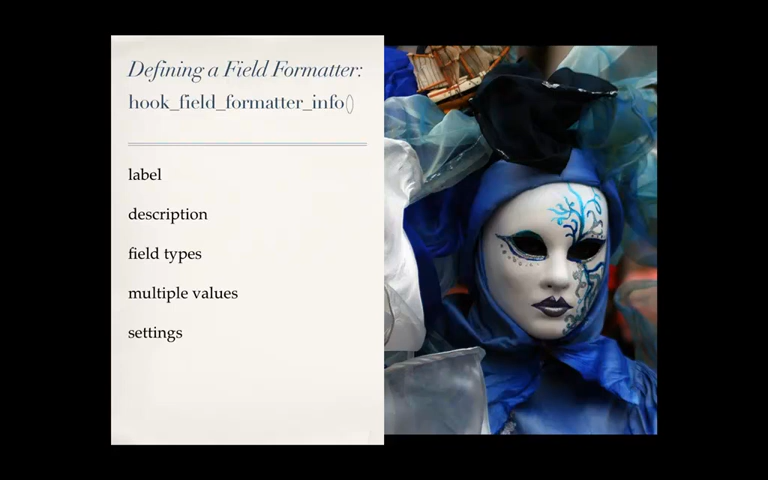 Defining a Field Formatter:
hook_field_formatter_info()
label
description
field types
multiple values
settings